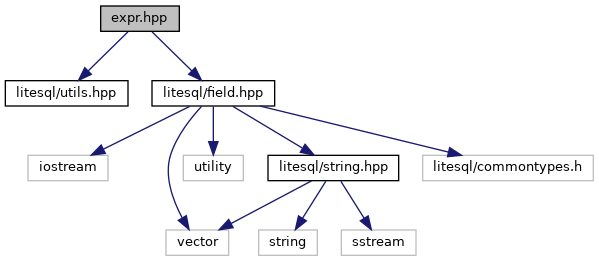 expr.hpp
litesql/utils.hpp
litesql/field.hpp
iostream
utility
litesql/string.hpp
litesql/commontypes.h
vector
string
sstream